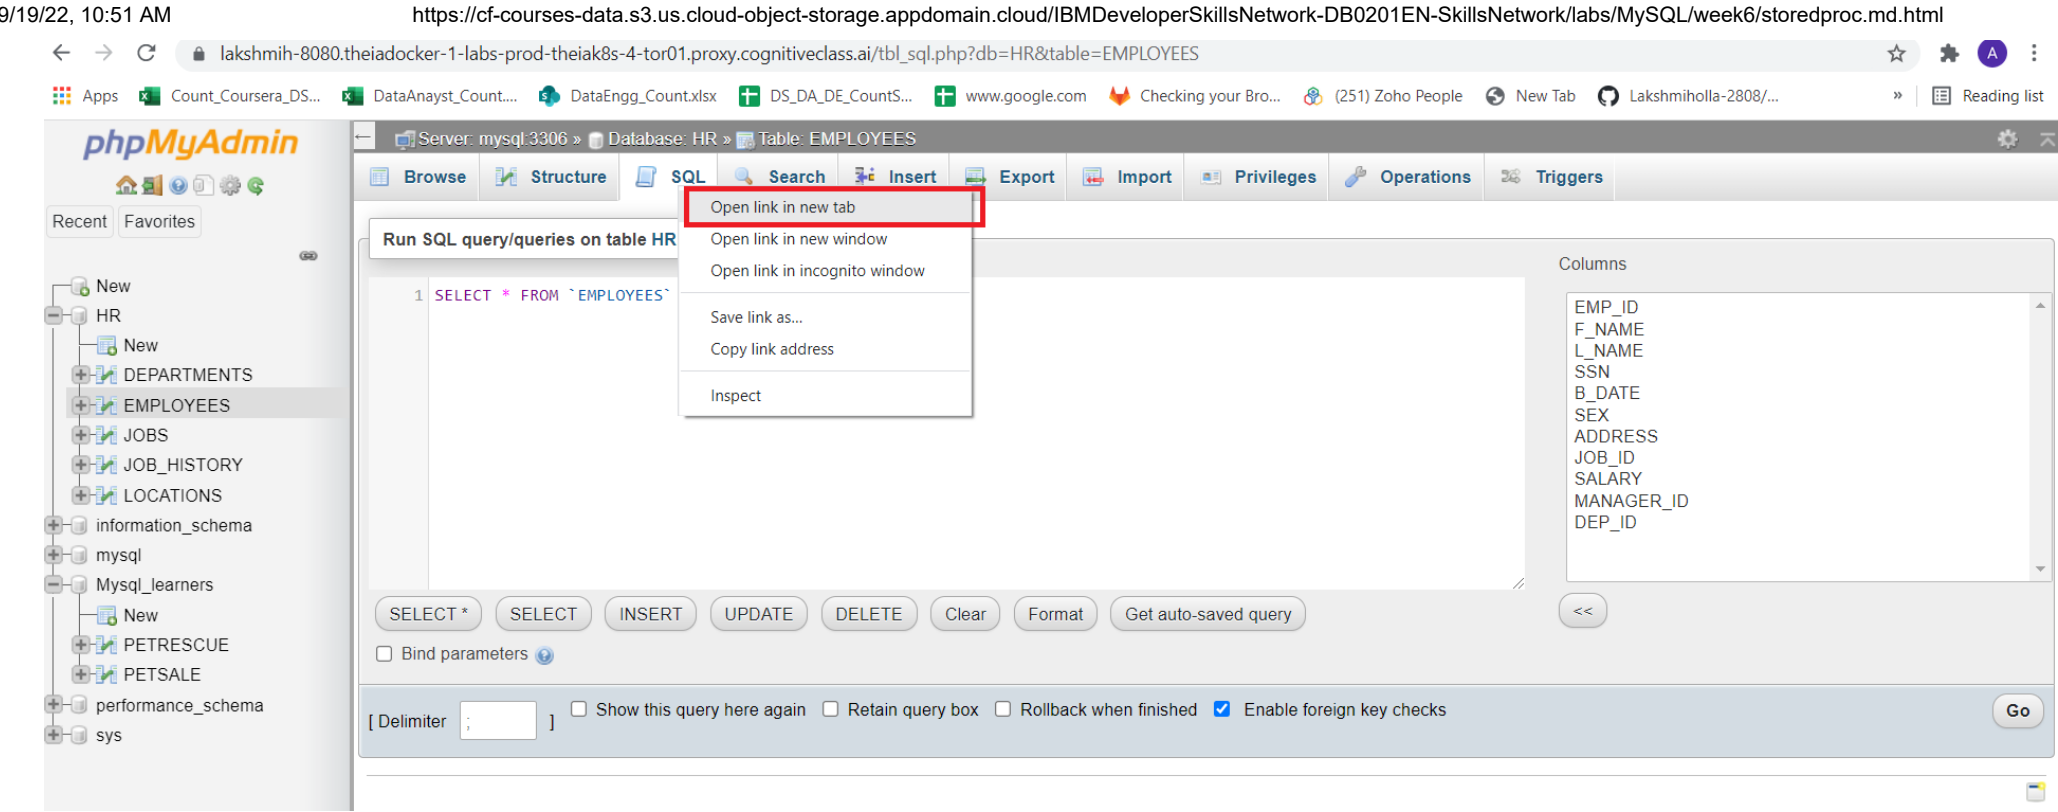 9/19/22, 10:51 AM https://cf-courses-data.s3.us.cloud-object-storage.appdomain.cloud/IBMDeveloperSkillsNetwork-DB0201EN-SkillsNetwork/labs/MySQL/week6/storedproc.md.html
lakshmih-8080.theiadocker-1-labs-prod-theiak8s-4-tor01.proxy.cognitiveclass.ai/tbl_sql.php?db=HR&table=EMPLOYEES A
Apps Count_Coursera_DS... DataAnayst_Count.... DataEngg_Count.xlsx DS_DA_DE_CountS... www.google.com Checking your Bro... (251) Zoho People New Tab Lakshmiholla-2808/... » Reading list
phpMyAdmin
Recent Favorites
New
HR
New
DEPARTMENTS
EMPLOYEES
JOBS
JOB_HISTORY
LOCATIONS
information_schema
mysql
Mysql_learners
New
PETRESCUE
PETSALE
performance_schema
sys
Server: mysql:3306 » Database: HR » Table: EMPLOYEES
Browse Structure SQL Search Insert Export Import Privileges Operations Triggers
Run SQL query/queries on table HR
1 SELECT * FROM `EMPLOYEES`
Open link in new tab
Open link in new window
Open link in incognito window
Save link as...
Copy link address
Inspect
Columns
EMP_ID
F_NAME
L_NAME
SSN
B_DATE
SEX
ADDRESS
JOB_ID
SALARY
MANAGER_ID
DEP_ID
SELECT * SELECT INSERT UPDATE DELETE Clear Format Get auto-saved query <<
Bind parameters
[ Delimiter ; ] Show this query here again Retain query box Rollback when finished Enable foreign key checks Go